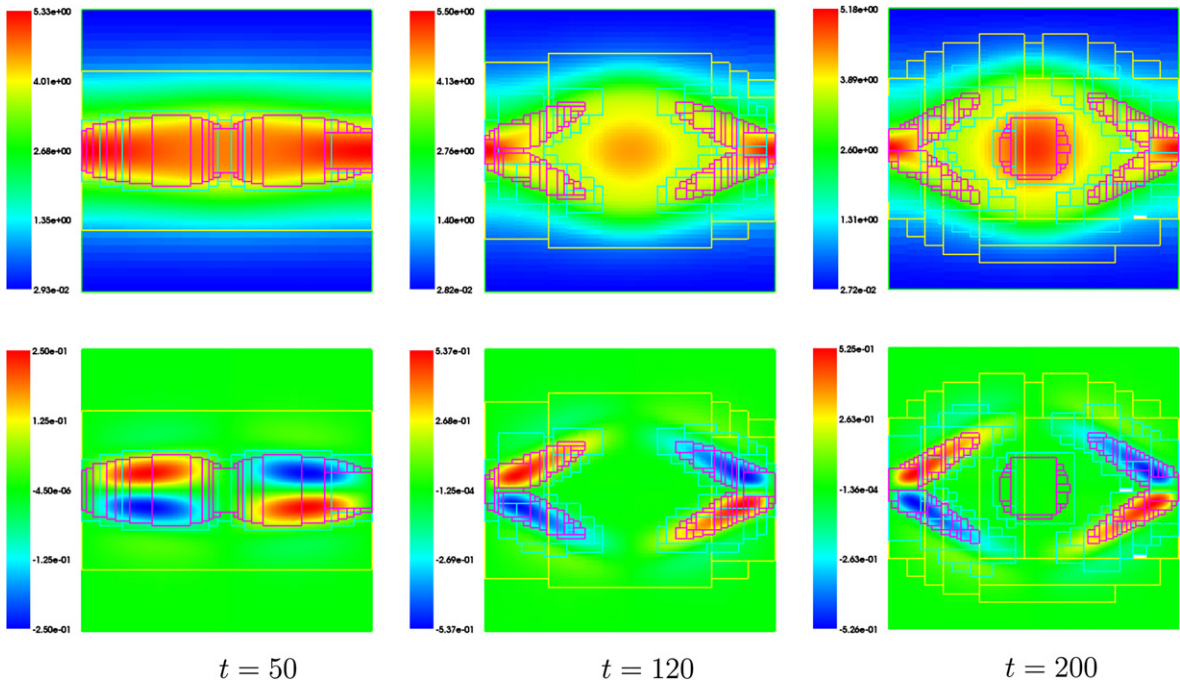 5.33e+00
4.01e+00
2.68e+00
1.35e+00
2.93e-02
5.50e+00
4.13e+00
2.76e+00
1.40e+00
2.82e-02
5.18e+00
3.89e+00
2.60e+00
1.31e+00
2.72e-02
2.50e-01
1.25e-01
-4.50e-06
-1.25e-01
-2.50e-01
5.37e-01
2.68e-01
-1.25e-04
-2.69e-01
-5.37e-01
5.25e-01
2.63e-01
-1.36e-04
-2.63e-01
-5.26e-01
t = 50
t = 120
t = 200